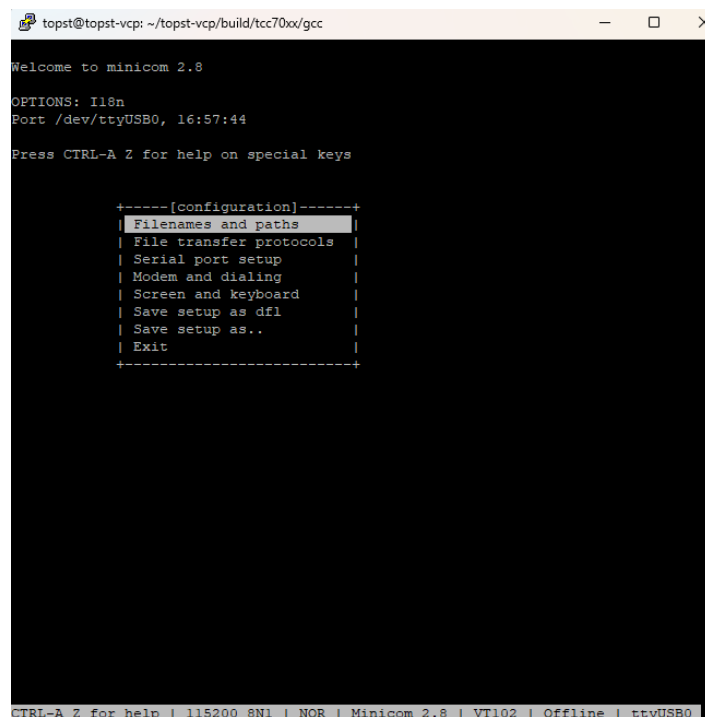 topst@topst-vcp: ~/topst-vcp/build/tcc70xx/gcc
Welcome to minicom 2.8
OPTIONS: I18n
Port /dev/ttyUSB0, 16:57:44
Press CTRL-A Z for help on special keys
+-----[configuration]------+
| Filenames and paths      |
| File transfer protocols  |
| Serial port setup        |
| Modem and dialing        |
| Screen and keyboard      |
| Save setup as dfl        |
| Save setup as..          |
| Exit                     |
+--------------------------+
CTRL-A Z for help | 115200 8N1 | NOR | Minicom 2.8 | VT102 | Offline | ttyUSB0